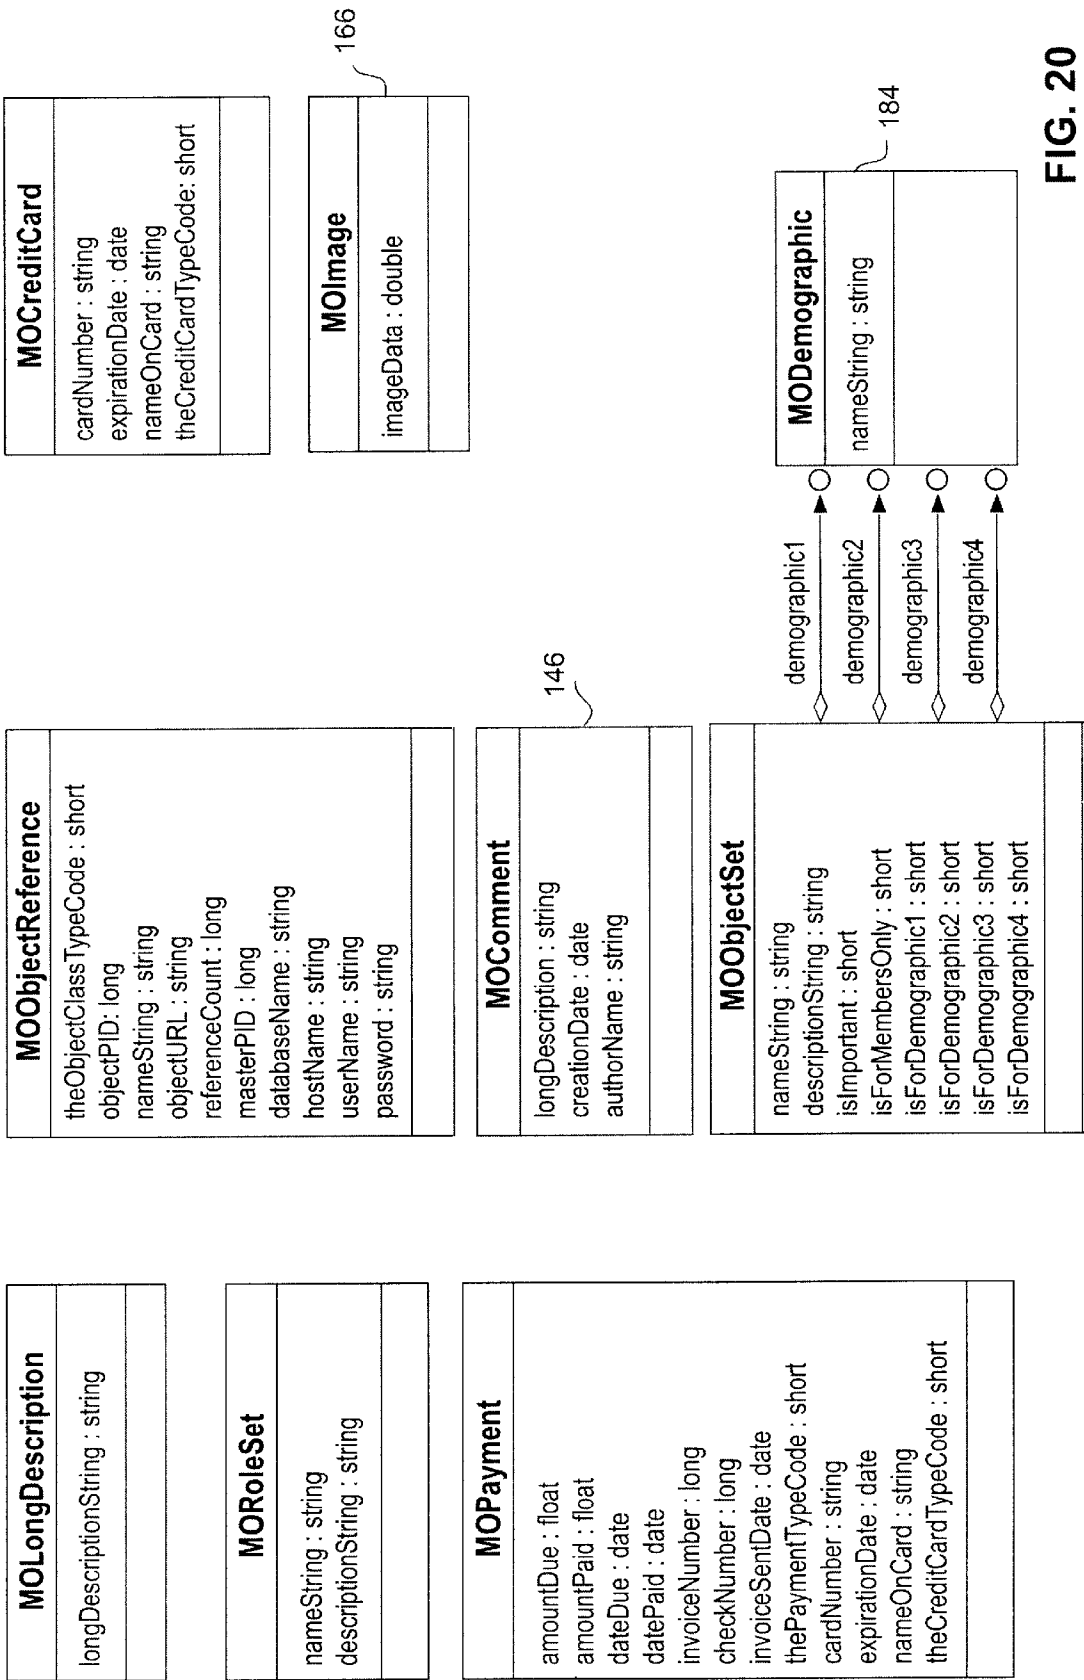 MOLongDescription
longDescriptionString : string
MORoleSet
nameString : string
descriptionString : string
MOPayment
amountDue : float
amountPaid : float
dateDue : date
datePaid : date
invoiceNumber : long
checkNumber : long
invoiceSentDate : date
thePaymentTypeCode : short
cardNumber : string
expirationDate : date
nameOnCard : string
theCreditCardTypeCode : short
MOObjectReference
theObjectClassTypeCode : short
objectPID : long
nameString : string
objectURL : string
referenceCount : long
masterPID : long
databaseName : string
hostName : string
userName : string
password : string
MOComment
longDescription : string
creationDate : date
authorName : string
146
MOObjectSet
nameString : string
descriptionString : string
isImportant : short
isForMembersOnly : short
isForDemographic1 : short
isForDemographic2 : short
isForDemographic3 : short
isForDemographic4 : short
demographic1
demographic2
demographic3
demographic4
MOCreditCard
cardNumber : string
expirationDate : date
nameOnCard : string
theCreditCardTypeCode: short
MOImage
imageData : double
166
MODemographic
nameString : string
184
FIG. 20